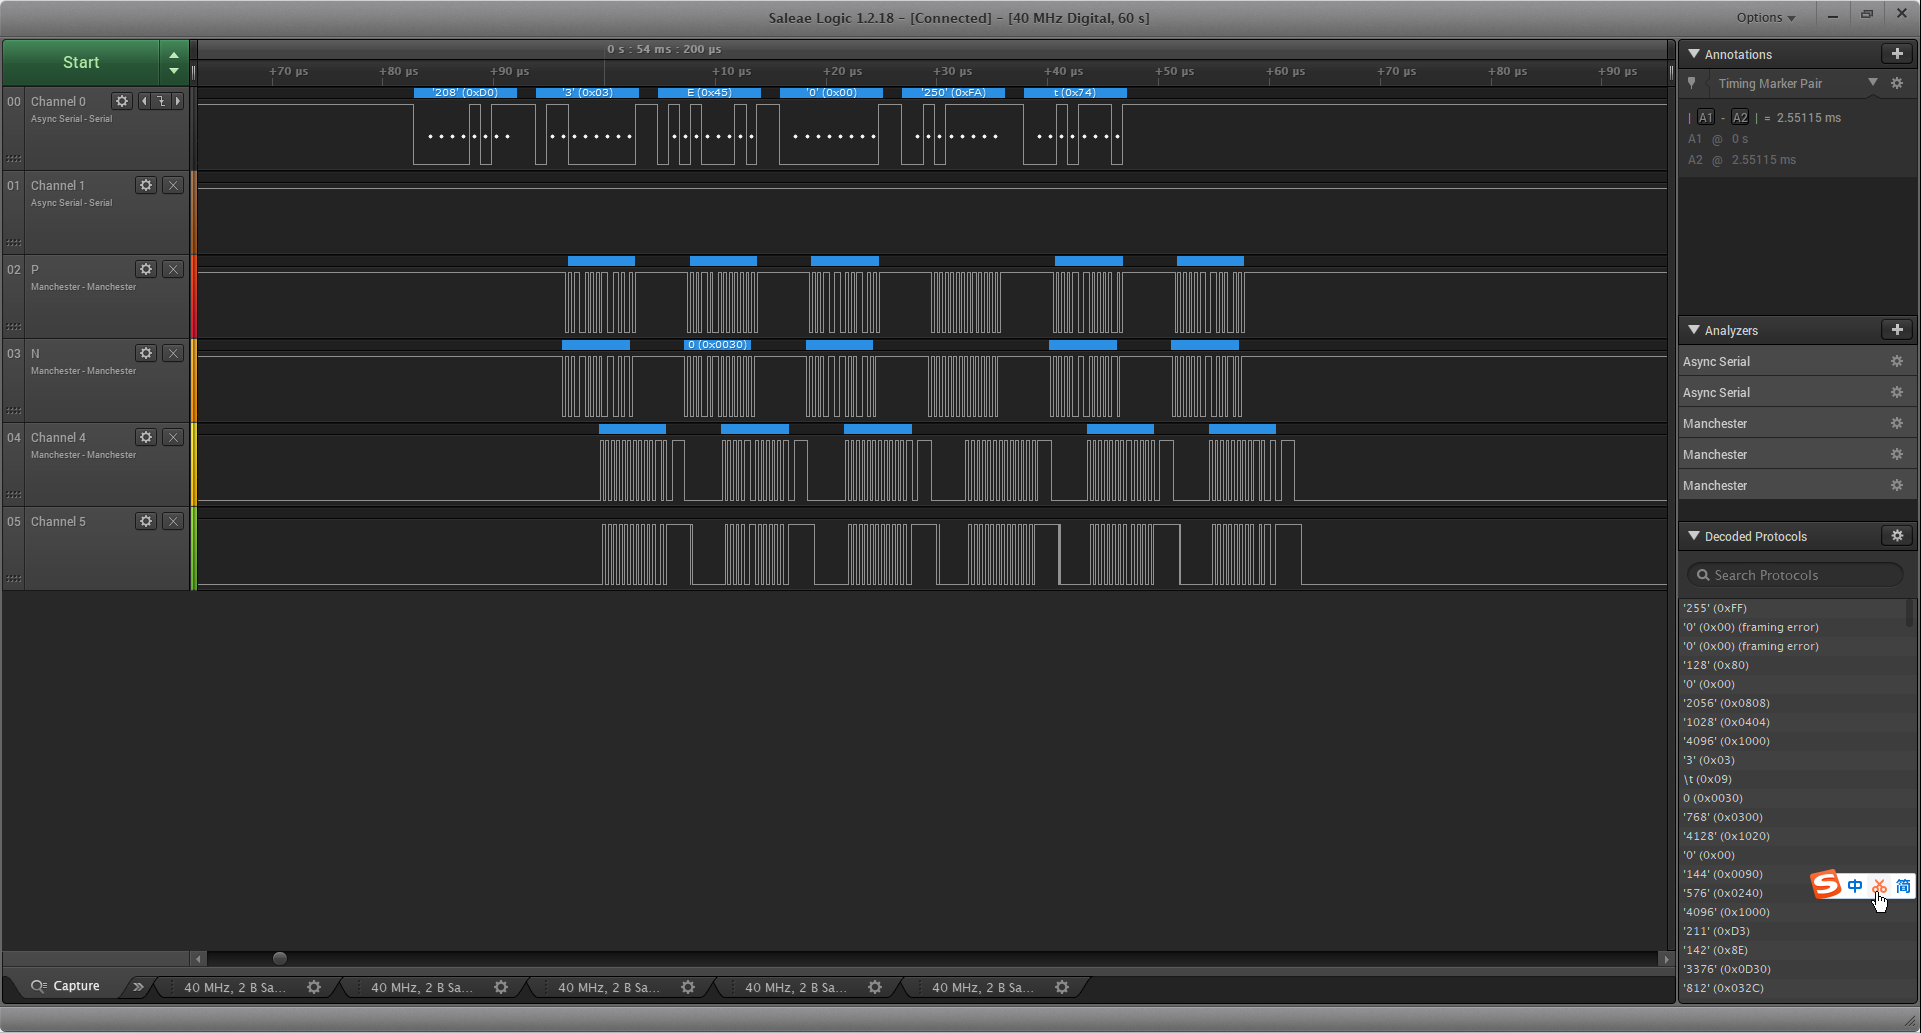 Saleae Logic 1.2.18 - [Connected] - [40 MHz Digital, 60 s]
Options
Start
0 s : 54 ms : 200 µs
+70 µs +80 µs +90 µs +10 µs +20 µs +30 µs +40 µs +50 µs +60 µs +70 µs +80 µs +90 µs
00 Channel 0
Async Serial - Serial
'208' (0xD0) '3' (0x03) E (0x45) '0' (0x00) '250' (0xFA) t (0x74)
01 Channel 1
Async Serial - Serial
02 P
Manchester - Manchester
03 N
Manchester - Manchester
0 (0x0030)
04 Channel 4
Manchester - Manchester
05 Channel 5
Capture
40 MHz, 2 B Sa...
40 MHz, 2 B Sa...
40 MHz, 2 B Sa...
40 MHz, 2 B Sa...
40 MHz, 2 B Sa...
Annotations
Timing Marker Pair
| A1 - A2 | = 2.55115 ms
A1 @ 0 s
A2 @ 2.55115 ms
Analyzers
Async Serial
Async Serial
Manchester
Manchester
Manchester
Decoded Protocols
Search Protocols
'255' (0xFF)
'0' (0x00) (framing error)
'0' (0x00) (framing error)
'128' (0x80)
'0' (0x00)
'2056' (0x0808)
'1028' (0x0404)
'4096' (0x1000)
'3' (0x03)
\t (0x09)
0 (0x0030)
'768' (0x0300)
'4128' (0x1020)
'0' (0x00)
'144' (0x0090)
'576' (0x0240)
'4096' (0x1000)
'211' (0xD3)
'142' (0x8E)
'3376' (0x0D30)
'812' (0x032C)
S 中 简